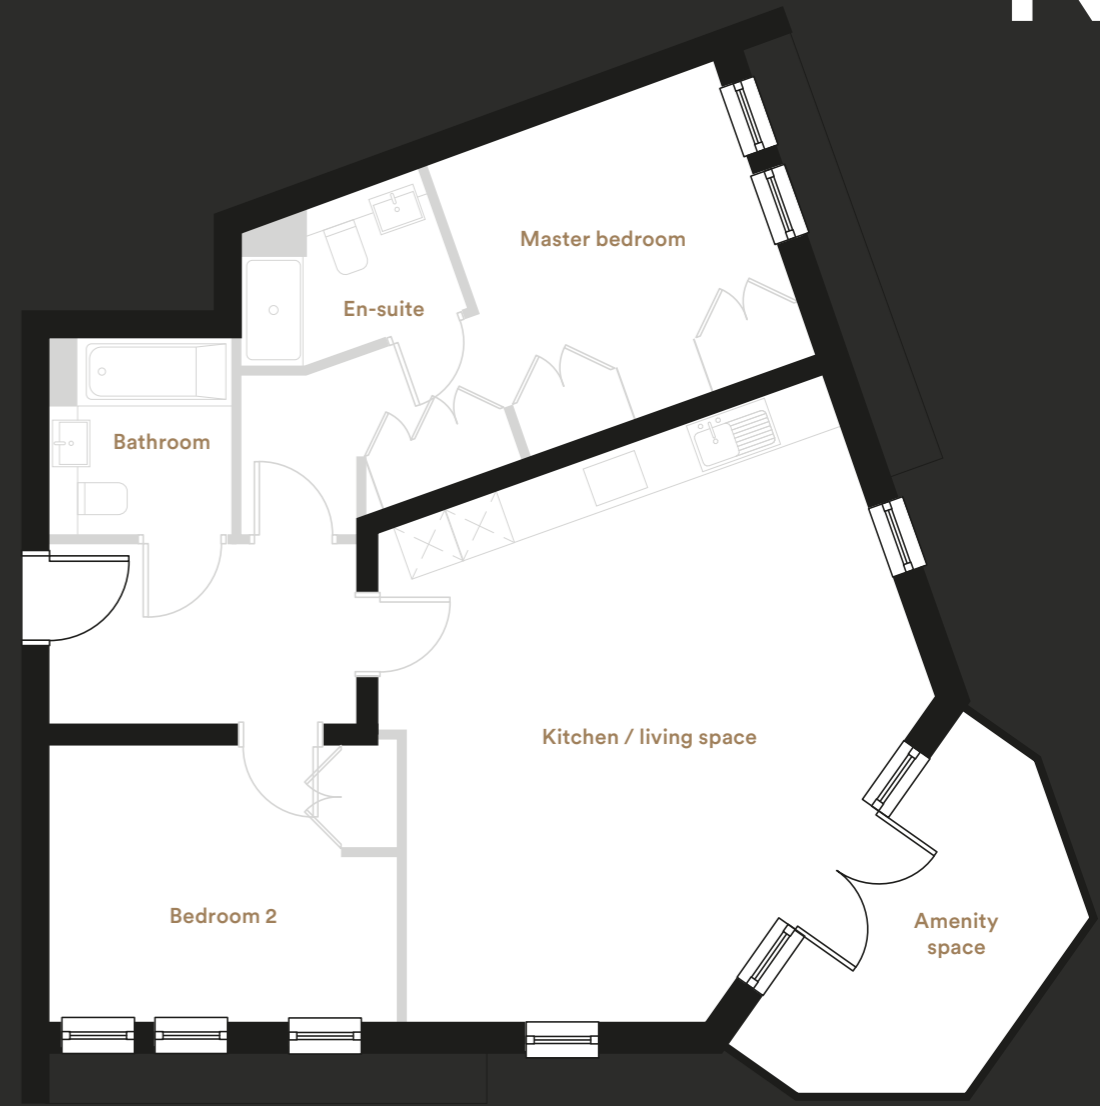 Master bedroom
En-suite
Bathroom
Kitchen / living space
Bedroom 2
Amenity
space